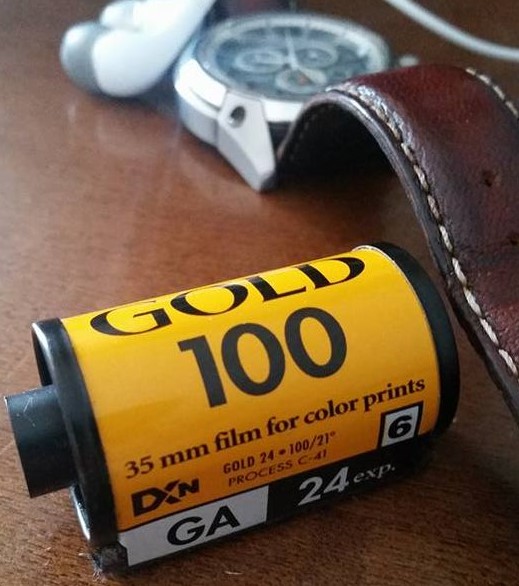 GOLD
100
35 mm film for color prints
GOLD 24 • 100/21°
PROCESS C-41
6
DXN
GA
24 exp.